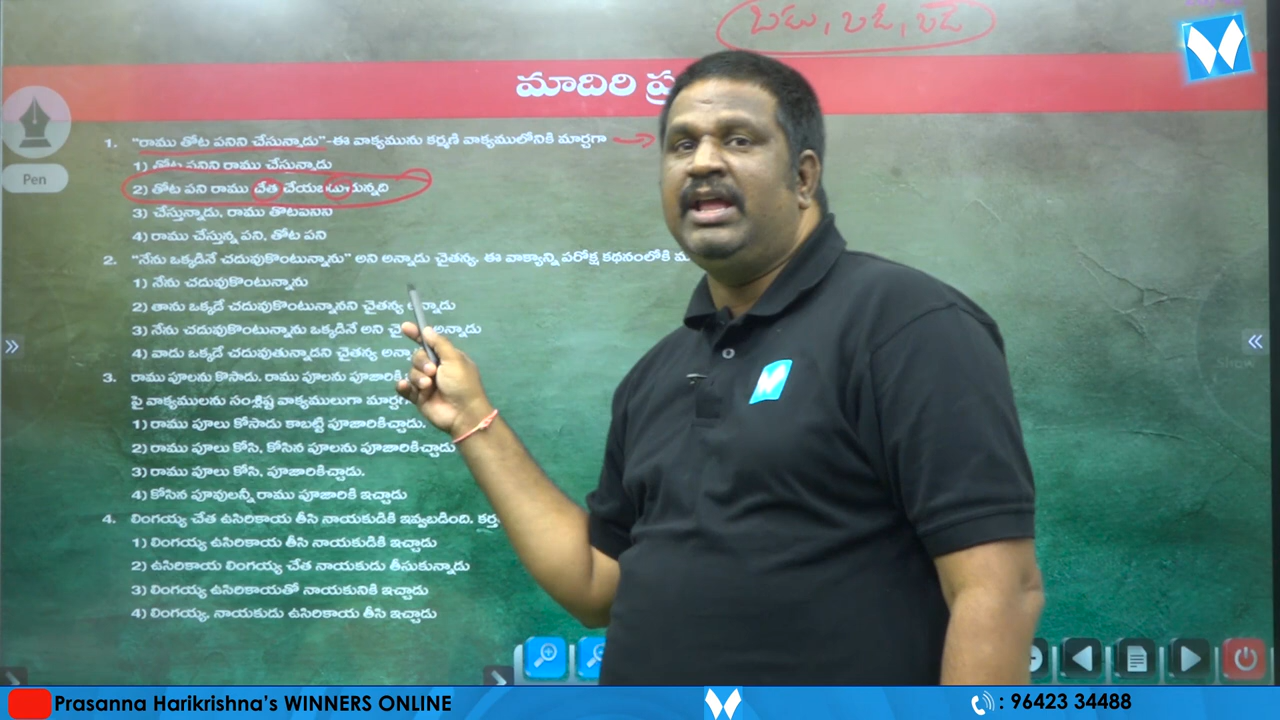 బడు, బడి, బడె
మాదిరి
1. "రాము తోట పనిని చేసున్నాడు"-ఈ వాక్యమును కర్మణి వాక్యములోనికి మార్చగా
1) తోట పనిని రాము చేసున్నాడు
2) తోట పని రాము చేత చేయబడుచున్నది
3) చేస్తున్నాడు, రాము తోటపనిని
4) రాము చేస్తున్న పని, తోట పని
2. "నేను ఒక్కడినే చదువుకొంటున్నాను" అని అన్నాడు చైతన్య. ఈ వాక్యాన్ని పరోక్ష కథనంలోకి
1) నేను చదువుకొంటున్నాను
2) తాను ఒక్కడే చదువుకొంటున్నానని చైతన్య అన్నాడు
3) నేను చదువుకొంటున్నాను ఒక్కడినే అని అన్నాడు
4) వాడు ఒక్కడే చదువుతున్నాడని చైతన్య
3. రాము పూలను కోసాడు. రాము పూలను
పై వాక్యములను సంశ్లిష్ట వాక్యములుగా
1) రాము పూలు కోసాడు కాబట్టి పూజారికిచ్చాడు.
2) రాము పూలు కోసి, కోసిన పూలను పూజారికిచ్చాడు
3) రాము పూలు కోసి, పూజారికిచ్చాడు.
4) కోసిన పూవులన్నీ రాము పూజారికి ఇచ్చాడు
4. లింగయ్య చేత ఉసిరికాయ తీసి నాయకుడికి ఇవ్వబడింది.
1) లింగయ్య ఉసిరికాయ తీసి నాయకుడికి ఇచ్చాడు
2) ఉసిరికాయ లింగయ్య చేత నాయకుడు తీసుకున్నాడు
3) లింగయ్య ఉసిరికాయతో నాయకునికి ఇచ్చాడు
4) లింగయ్య, నాయకుడు ఉసిరికాయ తీసి ఇచ్చాడు
Pen
Prasanna Harikrishna's WINNERS ONLINE
: 96423 34488